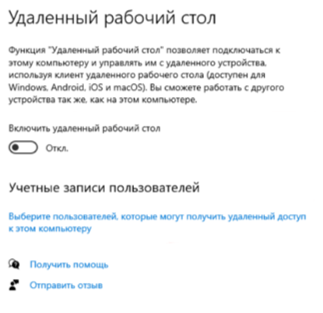 Удаленный рабочий стол
Функция "Удаленный рабочий стол" позволяет подключаться к
этому компьютеру и управлять им с удаленного устройства,
используя клиент удаленного рабочего стола (доступен для
Windows, Android, iOS и macOS). Вы сможете работать с другого
устройства так же, как на этом компьютере.
Включить удаленный рабочий стол
Откл.
Учетные записи пользователей
Выберите пользователей, которые могут получить удаленный доступ
к этому компьютеру
Получить помощь
Отправить отзыв